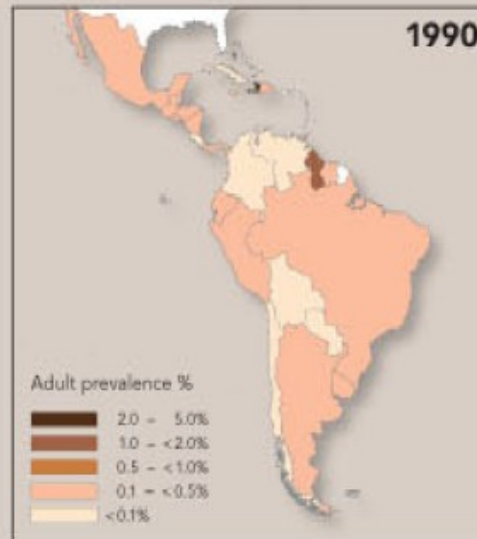 1990
Adult prevalence %
2.0 – 5.0%
1.0 – <2.0%
0.5 – <1.0%
0.1 – <0.5%
<0.1%